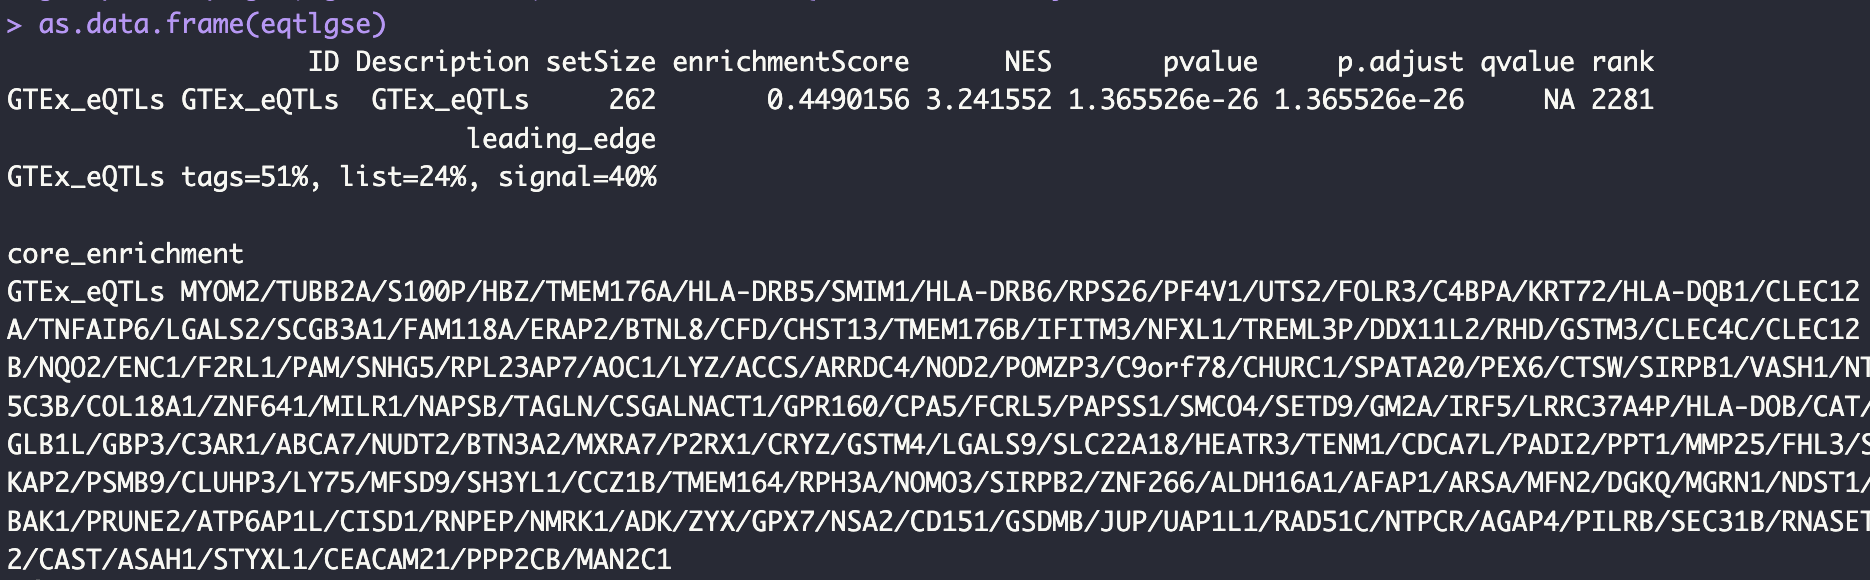 > as.data.frame(eqtlgse)
ID Description setSize enrichmentScore NES pvalue p.adjust qvalue rank
GTEx_eQTLs GTEx_eQTLs GTEx_eQTLs 262 0.4490156 3.241552 1.365526e-26 1.365526e-26 NA 2281
leading_edge
GTEx_eQTLs tags=51%, list=24%, signal=40%
core_enrichment
GTEx_eQTLs MYOM2/TUBB2A/S100P/HBZ/TMEM176A/HLA-DRB5/SMIM1/HLA-DRB6/RPS26/PF4V1/UTS2/FOLR3/C4BPA/KRT72/HLA-DQB1/CLEC12
A/TNFAIP6/LGALS2/SCGB3A1/FAM118A/ERAP2/BTNL8/CFD/CHST13/TMEM176B/IFITM3/NFXL1/TREML3P/DDX11L2/RHD/GSTM3/CLEC4C/CLEC12
B/NQO2/ENC1/F2RL1/PAM/SNHG5/RPL23AP7/AOC1/LYZ/ACCS/ARRDC4/NOD2/POMZP3/C9orf78/CHURC1/SPATA20/PEX6/CTSW/SIRPB1/VASH1/NT
5C3B/COL18A1/ZNF641/MILR1/NAPSB/TAGLN/CSGALNACT1/GPR160/CPA5/FCRL5/PAPSS1/SMCO4/SETD9/GM2A/IRF5/LRRC37A4P/HLA-DOB/CAT/
GLB1L/GBP3/C3AR1/ABCA7/NUDT2/BTN3A2/MXRA7/P2RX1/CRYZ/GSTM4/LGALS9/SLC22A18/HEATR3/TENM1/CDCA7L/PADI2/PPT1/MMP25/FHL3/S
KAP2/PSMB9/CLUHP3/LY75/MFSD9/SH3YL1/CCZ1B/TMEM164/RPH3A/NOMO3/SIRPB2/ZNF266/ALDH16A1/AFAP1/ARSA/MFN2/DGKQ/MGRN1/NDST1/
BAK1/PRUNE2/ATP6AP1L/CISD1/RNPEP/NMRK1/ADK/ZYX/GPX7/NSA2/CD151/GSDMB/JUP/UAP1L1/RAD51C/NTPCR/AGAP4/PILRB/SEC31B/RNASET
2/CAST/ASAH1/STYXL1/CEACAM21/PPP2CB/MAN2C1